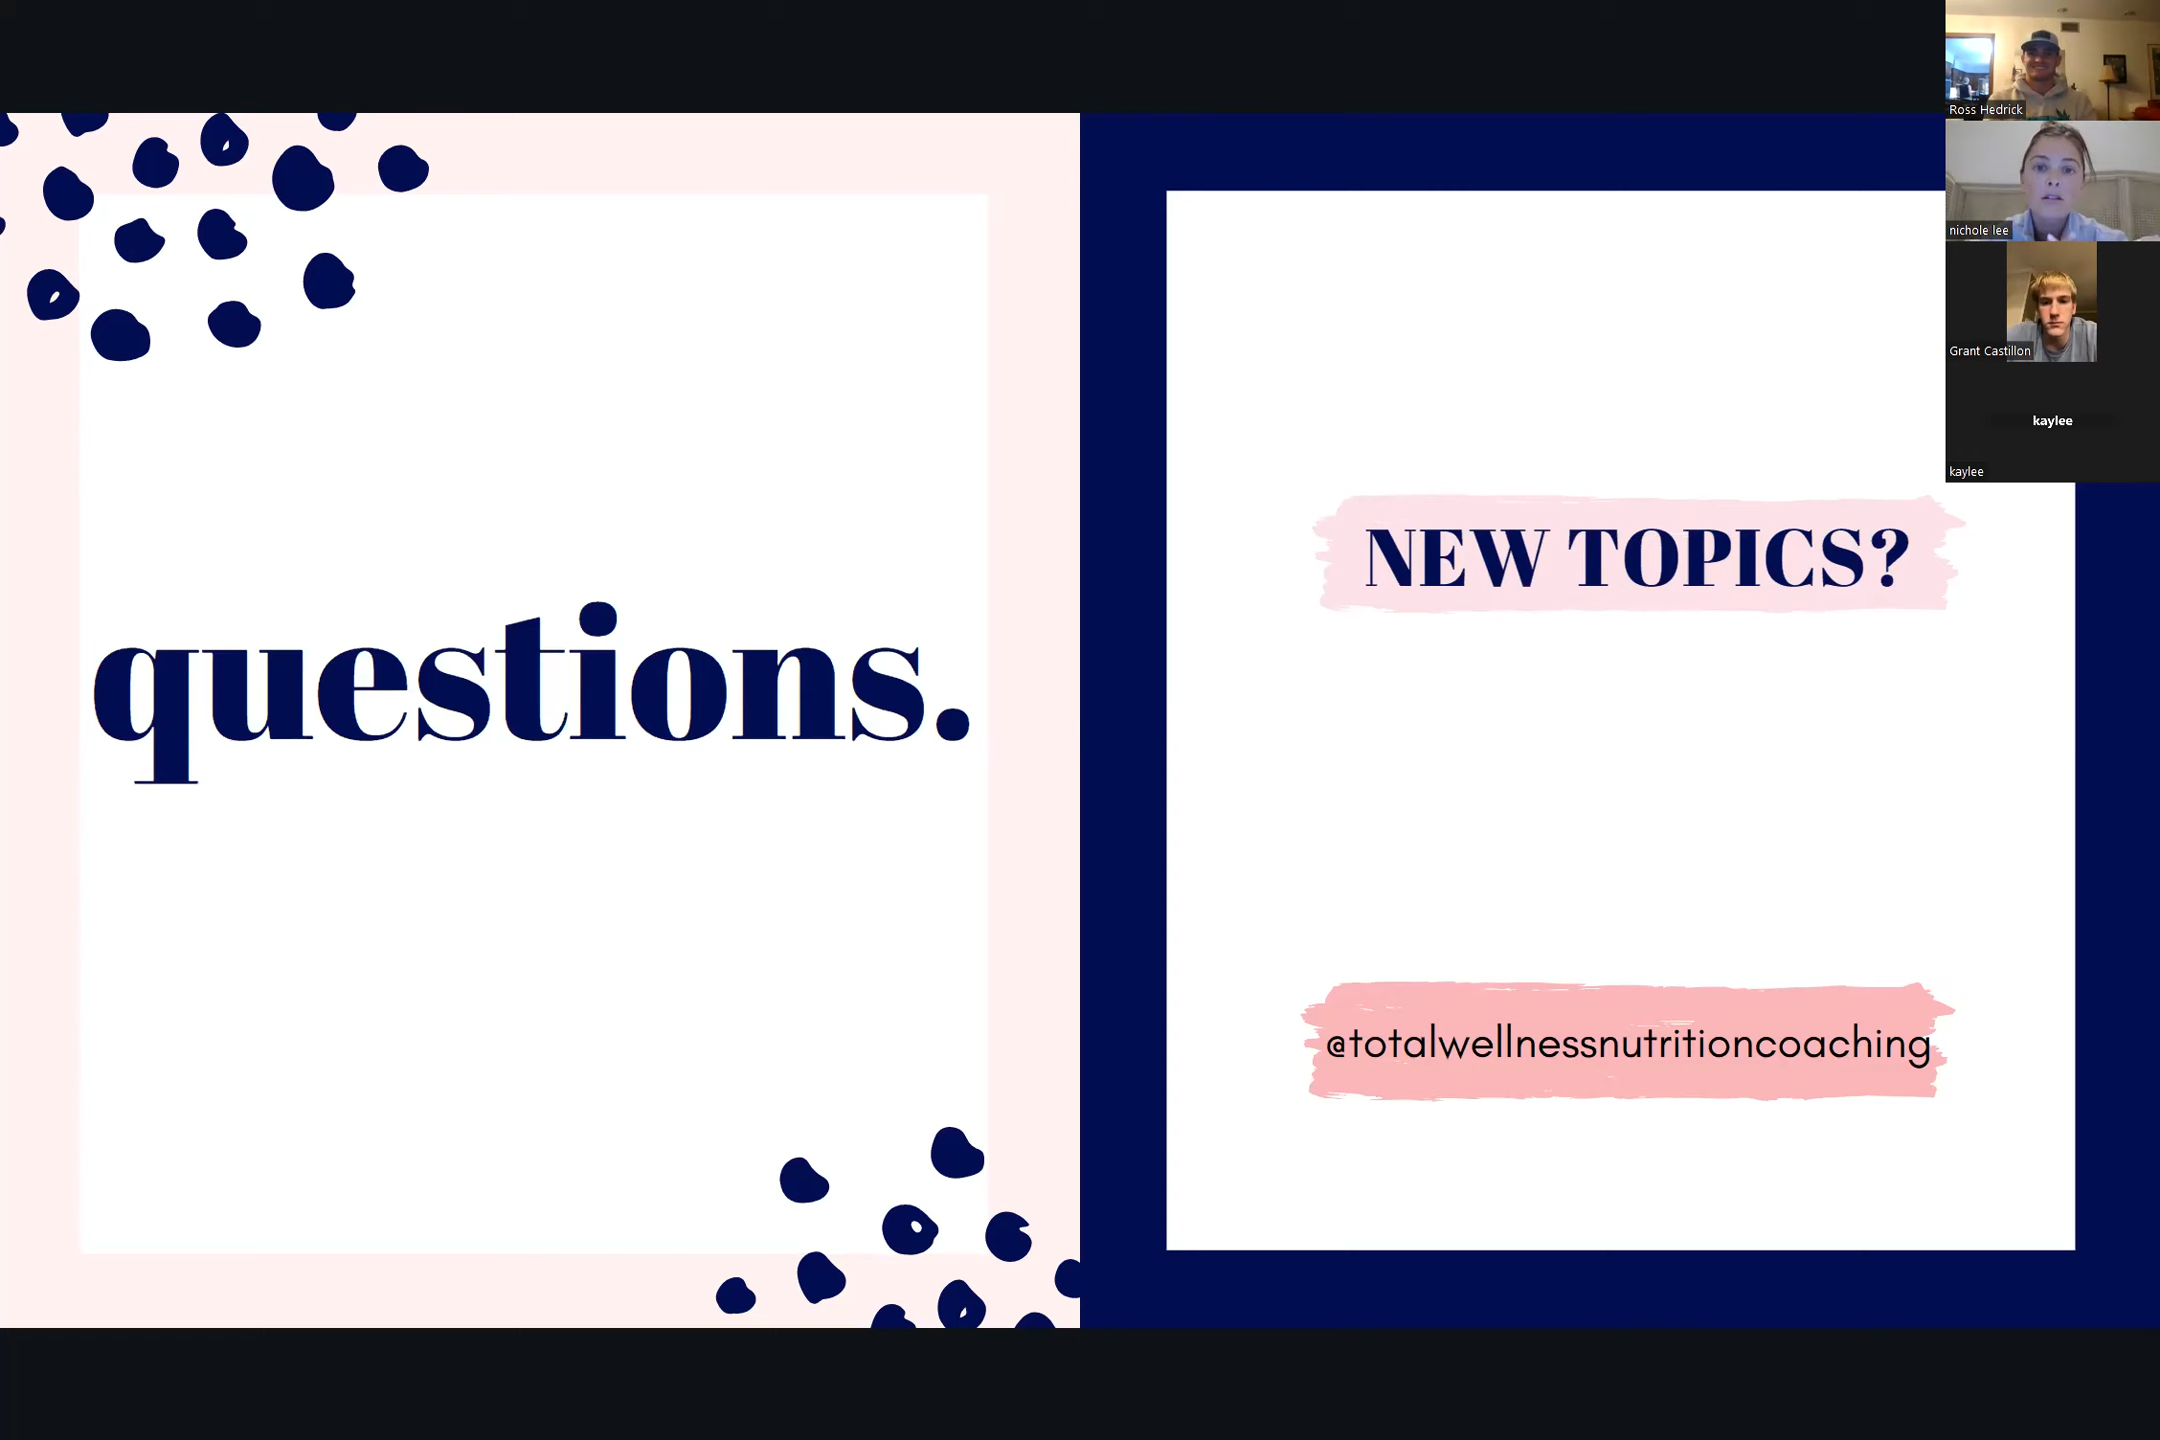 questions.
NEW TOPICS?
@totalwellnessnutritioncoaching
Ross Hedrick
nichole lee
Grant Castillon
kaylee
kaylee